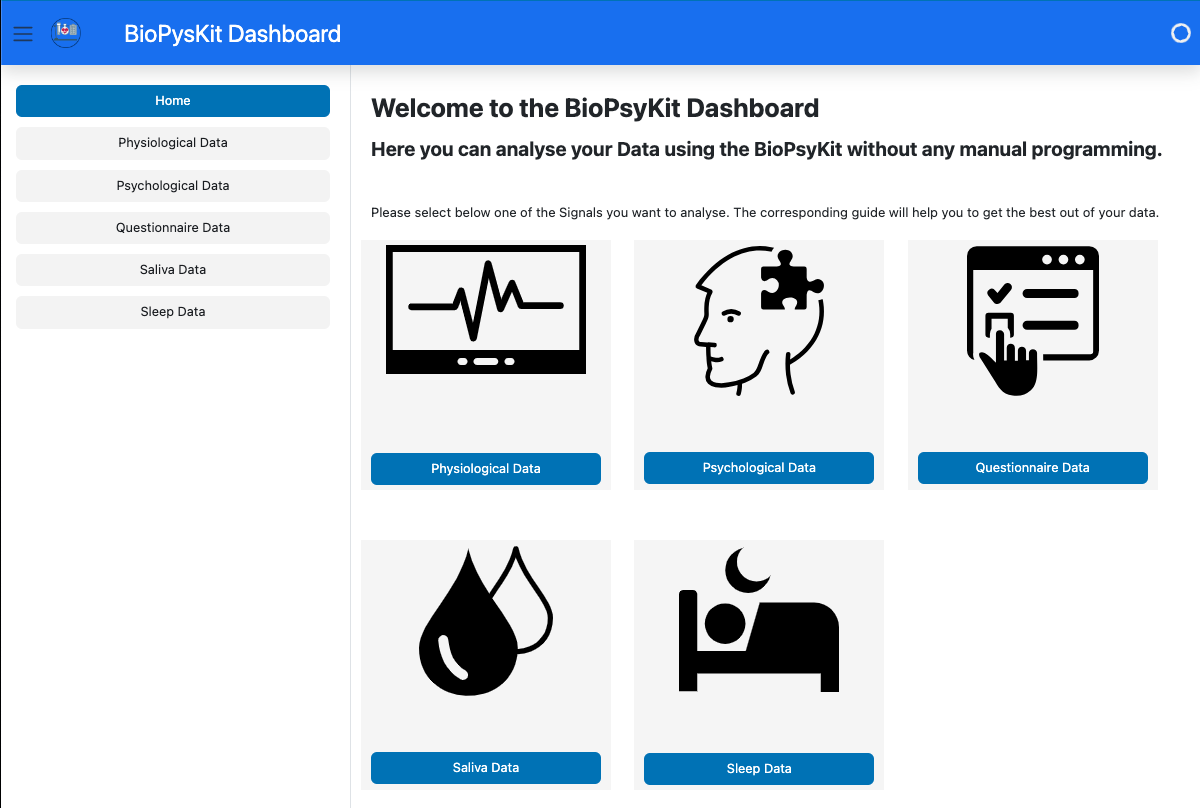 BioPysKit Dashboard
Home
Physiological Data
Psychological Data
Questionnaire Data
Saliva Data
Sleep Data
Welcome to the BioPsyKit Dashboard
Here you can analyse your Data using the BioPsyKit without any manual programming.
Please select below one of the Signals you want to analyse. The corresponding guide will help you to get the best out of your data.
Physiological Data
Psychological Data
Questionnaire Data
Saliva Data
Sleep Data